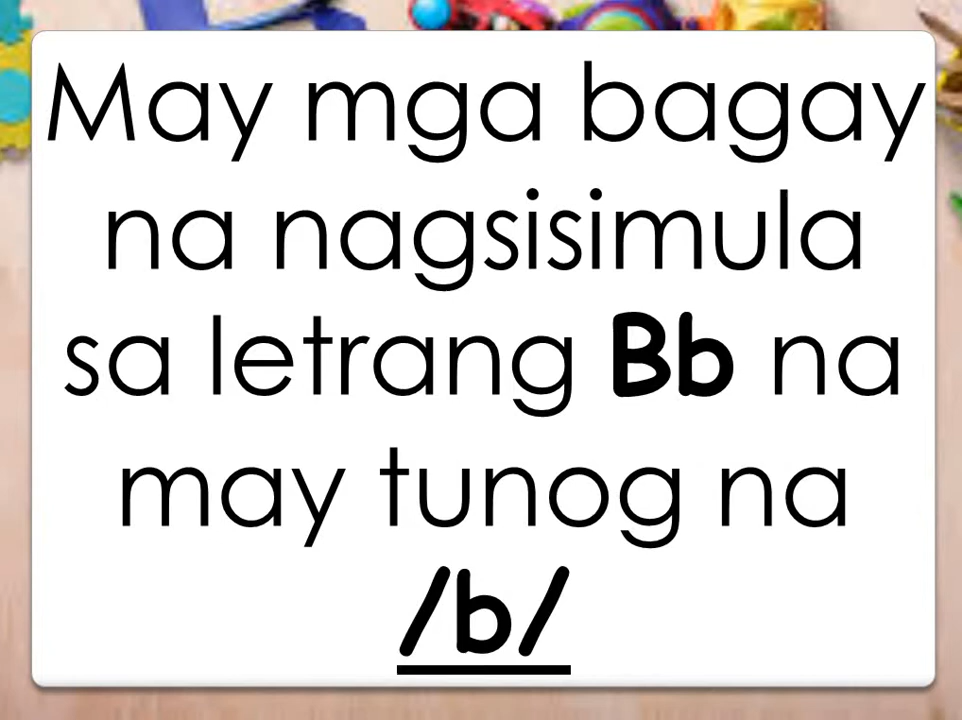 May mga bagay
na nagsisimula
sa letrang Bb na
may tunog na
/b/